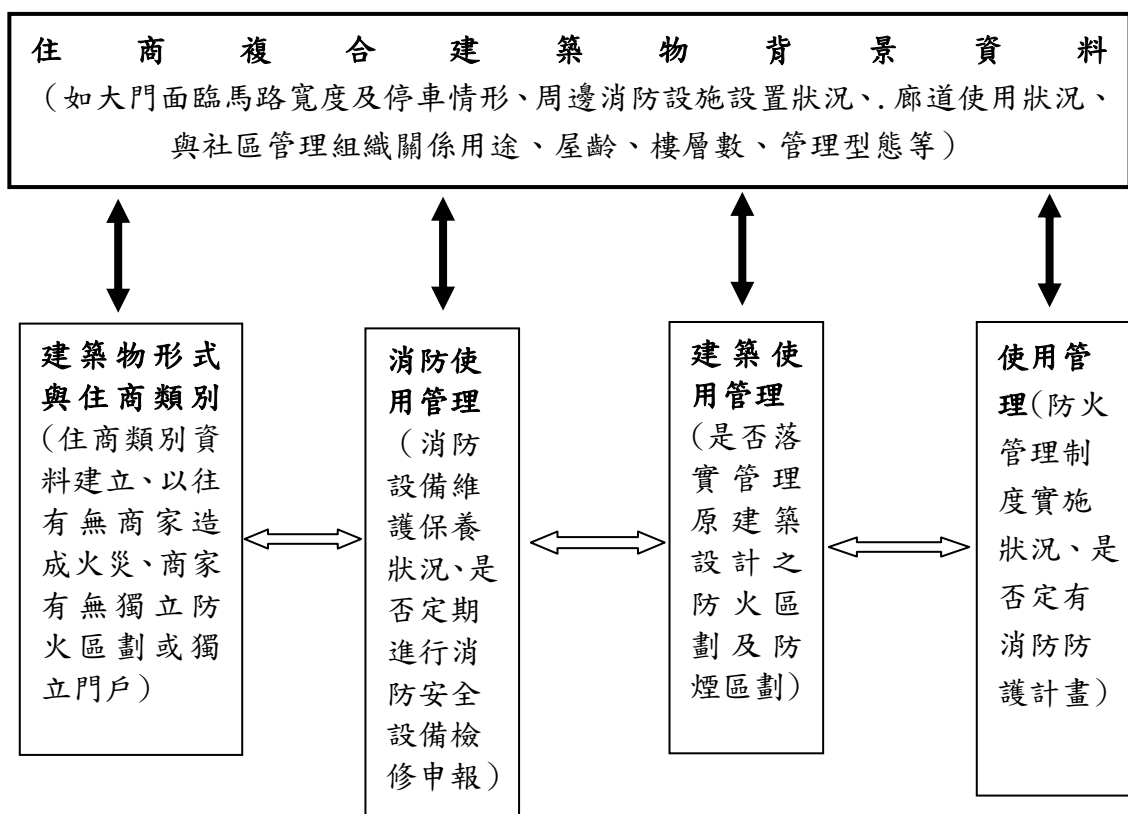 住商複合建築物背景資料
（如大門面臨馬路寬度及停車情形、周邊消防設施設置狀況、.廊道使用狀況、
與社區管理組織關係用途、屋齡、樓層數、管理型態等）
建築物形式
與住商類別
(住商類別資
料建立、以往
有無商家造
成火災、商家
有無獨立防
火區劃或獨
立門戶)
消防使
用管理
(消防
設備維
護保養
狀況、是
否定期
進行消
防安全
設備檢
修申報)
建築使
用管理
(是否落
實管理
原建築
設計之
防火區
劃及防
煙區劃)
使用管
理(防火
管理制
度實施
狀況、是
否定有
消防防
護計畫)